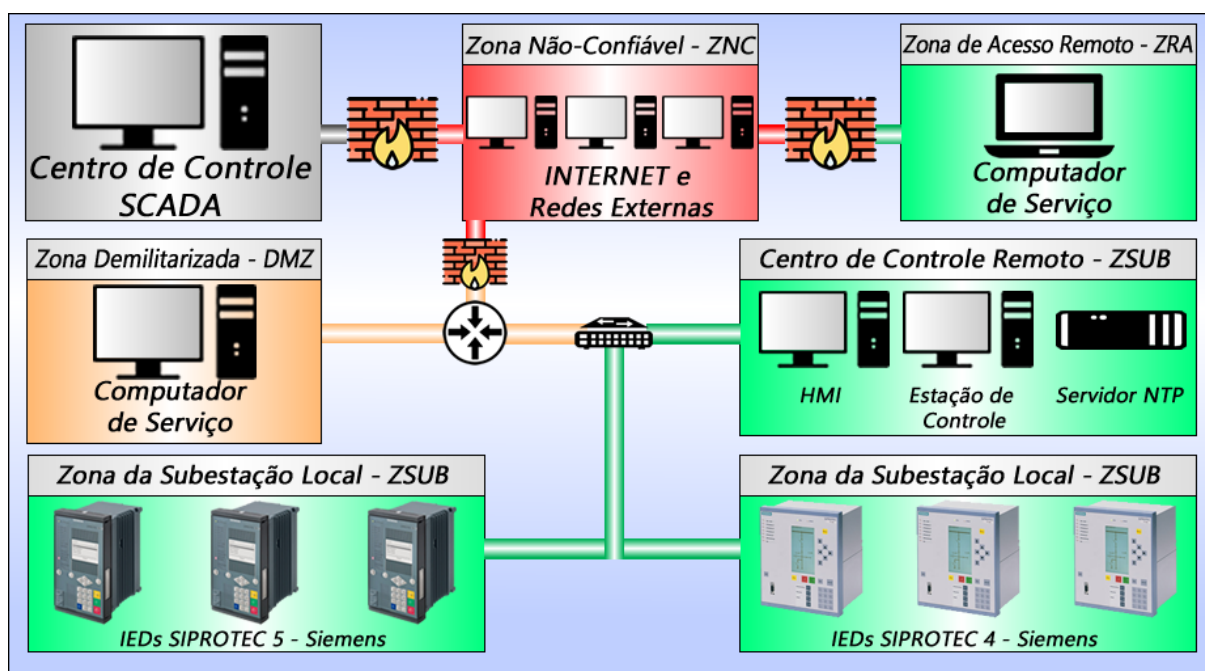 Centro de Controle
SCADA
Zona Não-Confiável - ZNC
INTERNET e
Redes Externas
Zona de Acesso Remoto - ZRA
Computador
de Serviço
Zona Demilitarizada - DMZ
Computador
de Serviço
Centro de Controle Remoto - ZSUB
HMI
Estação de
Controle
Servidor NTP
Zona da Subestação Local - ZSUB
IEDs SIPROTEC 5 - Siemens
Zona da Subestação Local - ZSUB
IEDs SIPROTEC 4 - Siemens